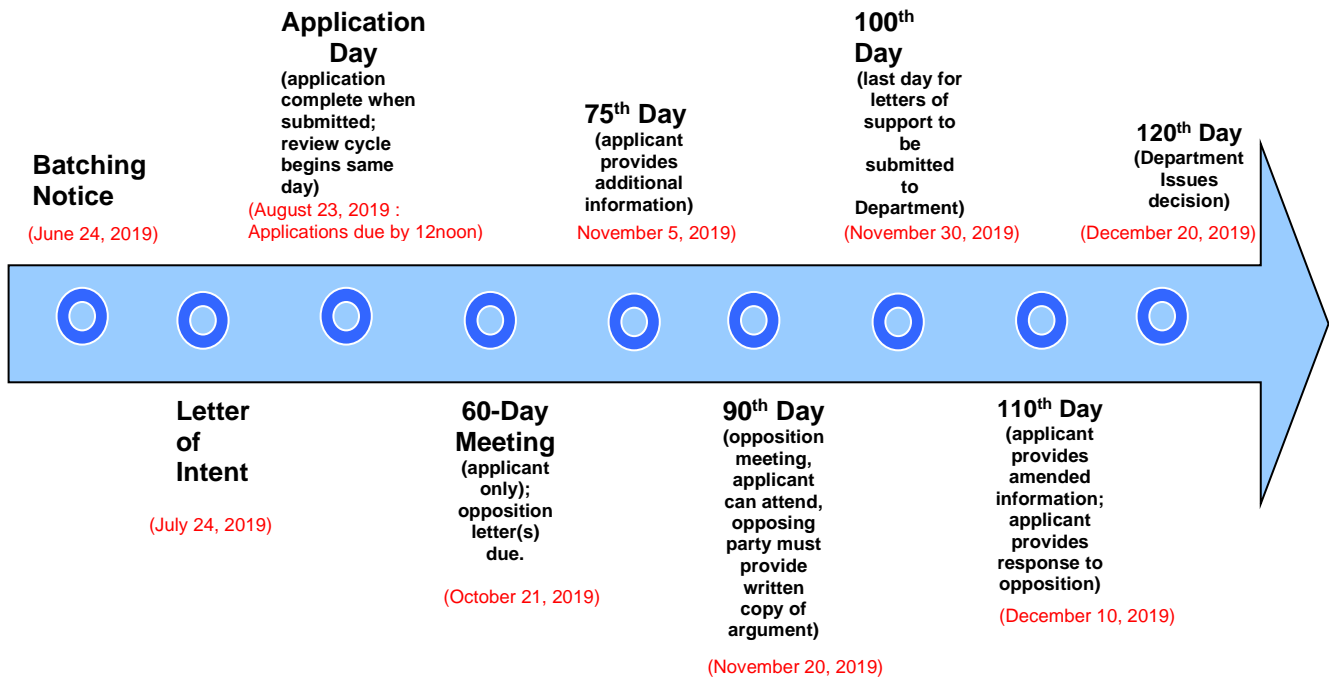 Batching
Notice
(June 24, 2019)
Letter
of
Intent
(July 24, 2019)
Application
Day
(application
complete when
submitted;
review cycle
begins same
day)
(August 23, 2019 :
Applications due by 12noon)
60-Day
Meeting
(applicant
only);
opposition
letter(s)
due.
(October 21, 2019)
75th Day
(applicant
provides
additional
information)
November 5, 2019)
90th Day
(opposition
meeting,
applicant
can attend,
opposing
party must
provide
written
copy of
argument)
(November 20, 2019)
100th
Day
(last day for
letters of
support to
be
submitted
to
Department)
(November 30, 2019)
110th Day
(applicant
provides
amended
information;
applicant
provides
response to
opposition)
(December 10, 2019)
120th Day
(Department
Issues
decision)
(December 20, 2019)